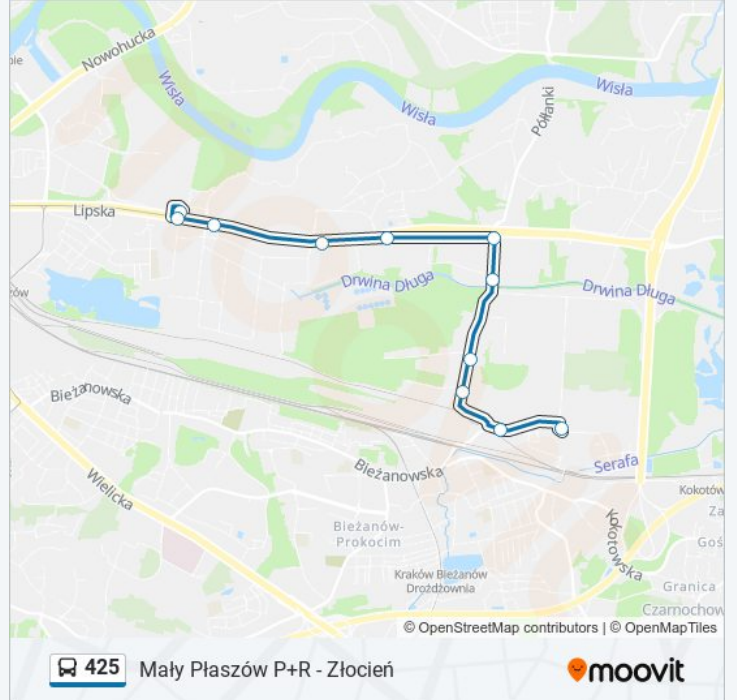 Nowohucka
Wisła
Wisła
Wisła
Półłanki
Lipska
Drwina Długa
Drwina Długa
Bieżanowska
Wielicka
Bieżanowska
Serafa
Kokotów
Kokotowska
Bieżanów-
Prokocim
Kraków Bieżanów
Drożdżownia
Granica
Czarnochow
© OpenStreetMap contributors | © OpenMapTiles
425 Mały Płaszów P+R - Złocień
moovit